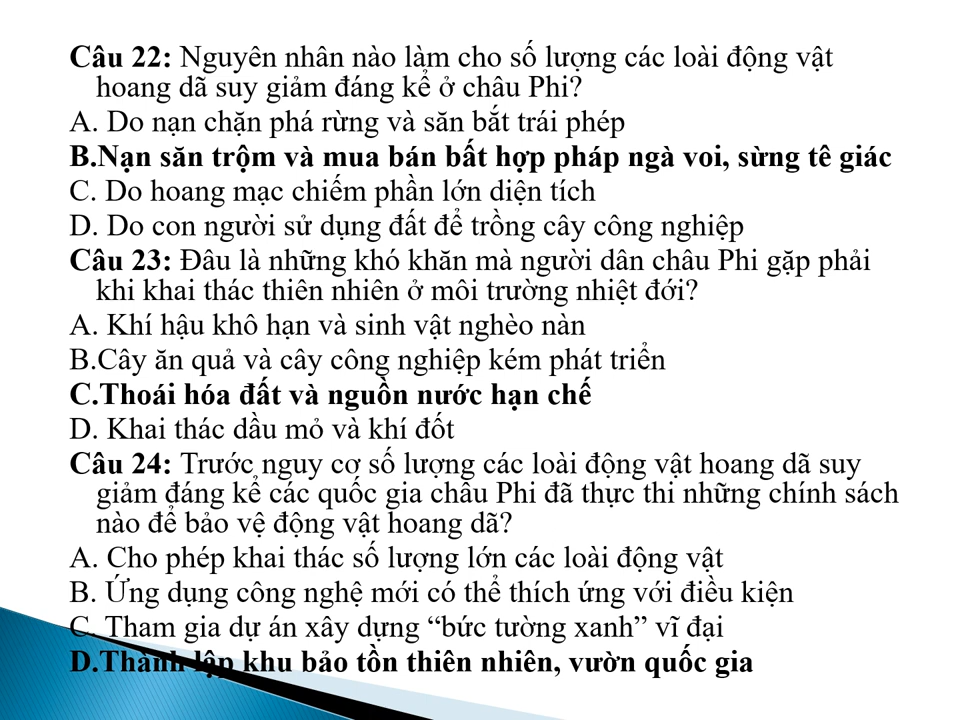 Câu 22: Nguyên nhân nào làm cho số lượng các loài động vật
hoang dã suy giảm đáng kể ở châu Phi?
A. Do nạn chặn phá rừng và săn bắt trái phép
B.Nạn săn trộm và mua bán bất hợp pháp ngà voi, sừng tê giác
C. Do hoang mạc chiếm phần lớn diện tích
D. Do con người sử dụng đất để trồng cây công nghiệp
Câu 23: Đâu là những khó khăn mà người dân châu Phi gặp phải
khi khai thác thiên nhiên ở môi trường nhiệt đới?
A. Khí hậu khô hạn và sinh vật nghèo nàn
B.Cây ăn quả và cây công nghiệp kém phát triển
C.Thoái hóa đất và nguồn nước hạn chế
D. Khai thác dầu mỏ và khí đốt
Câu 24: Trước nguy cơ số lượng các loài động vật hoang dã suy
giảm đáng kể các quốc gia châu Phi đã thực thi những chính sách
nào để bảo vệ động vật hoang dã?
A. Cho phép khai thác số lượng lớn các loài động vật
B. Ứng dụng công nghệ mới có thể thích ứng với điều kiện
C. Tham gia dự án xây dựng “bức tường xanh” vĩ đại
D.Thành lập khu bảo tồn thiên nhiên, vườn quốc gia